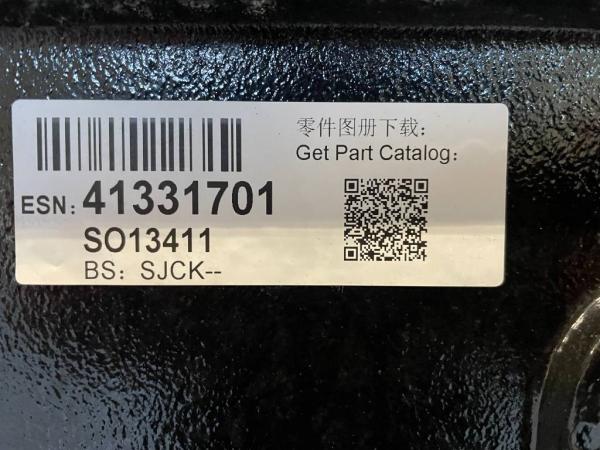 零件图册下载：
Get Part Catalog：
ESN: 41331701
SO13411
BS： SJCK--